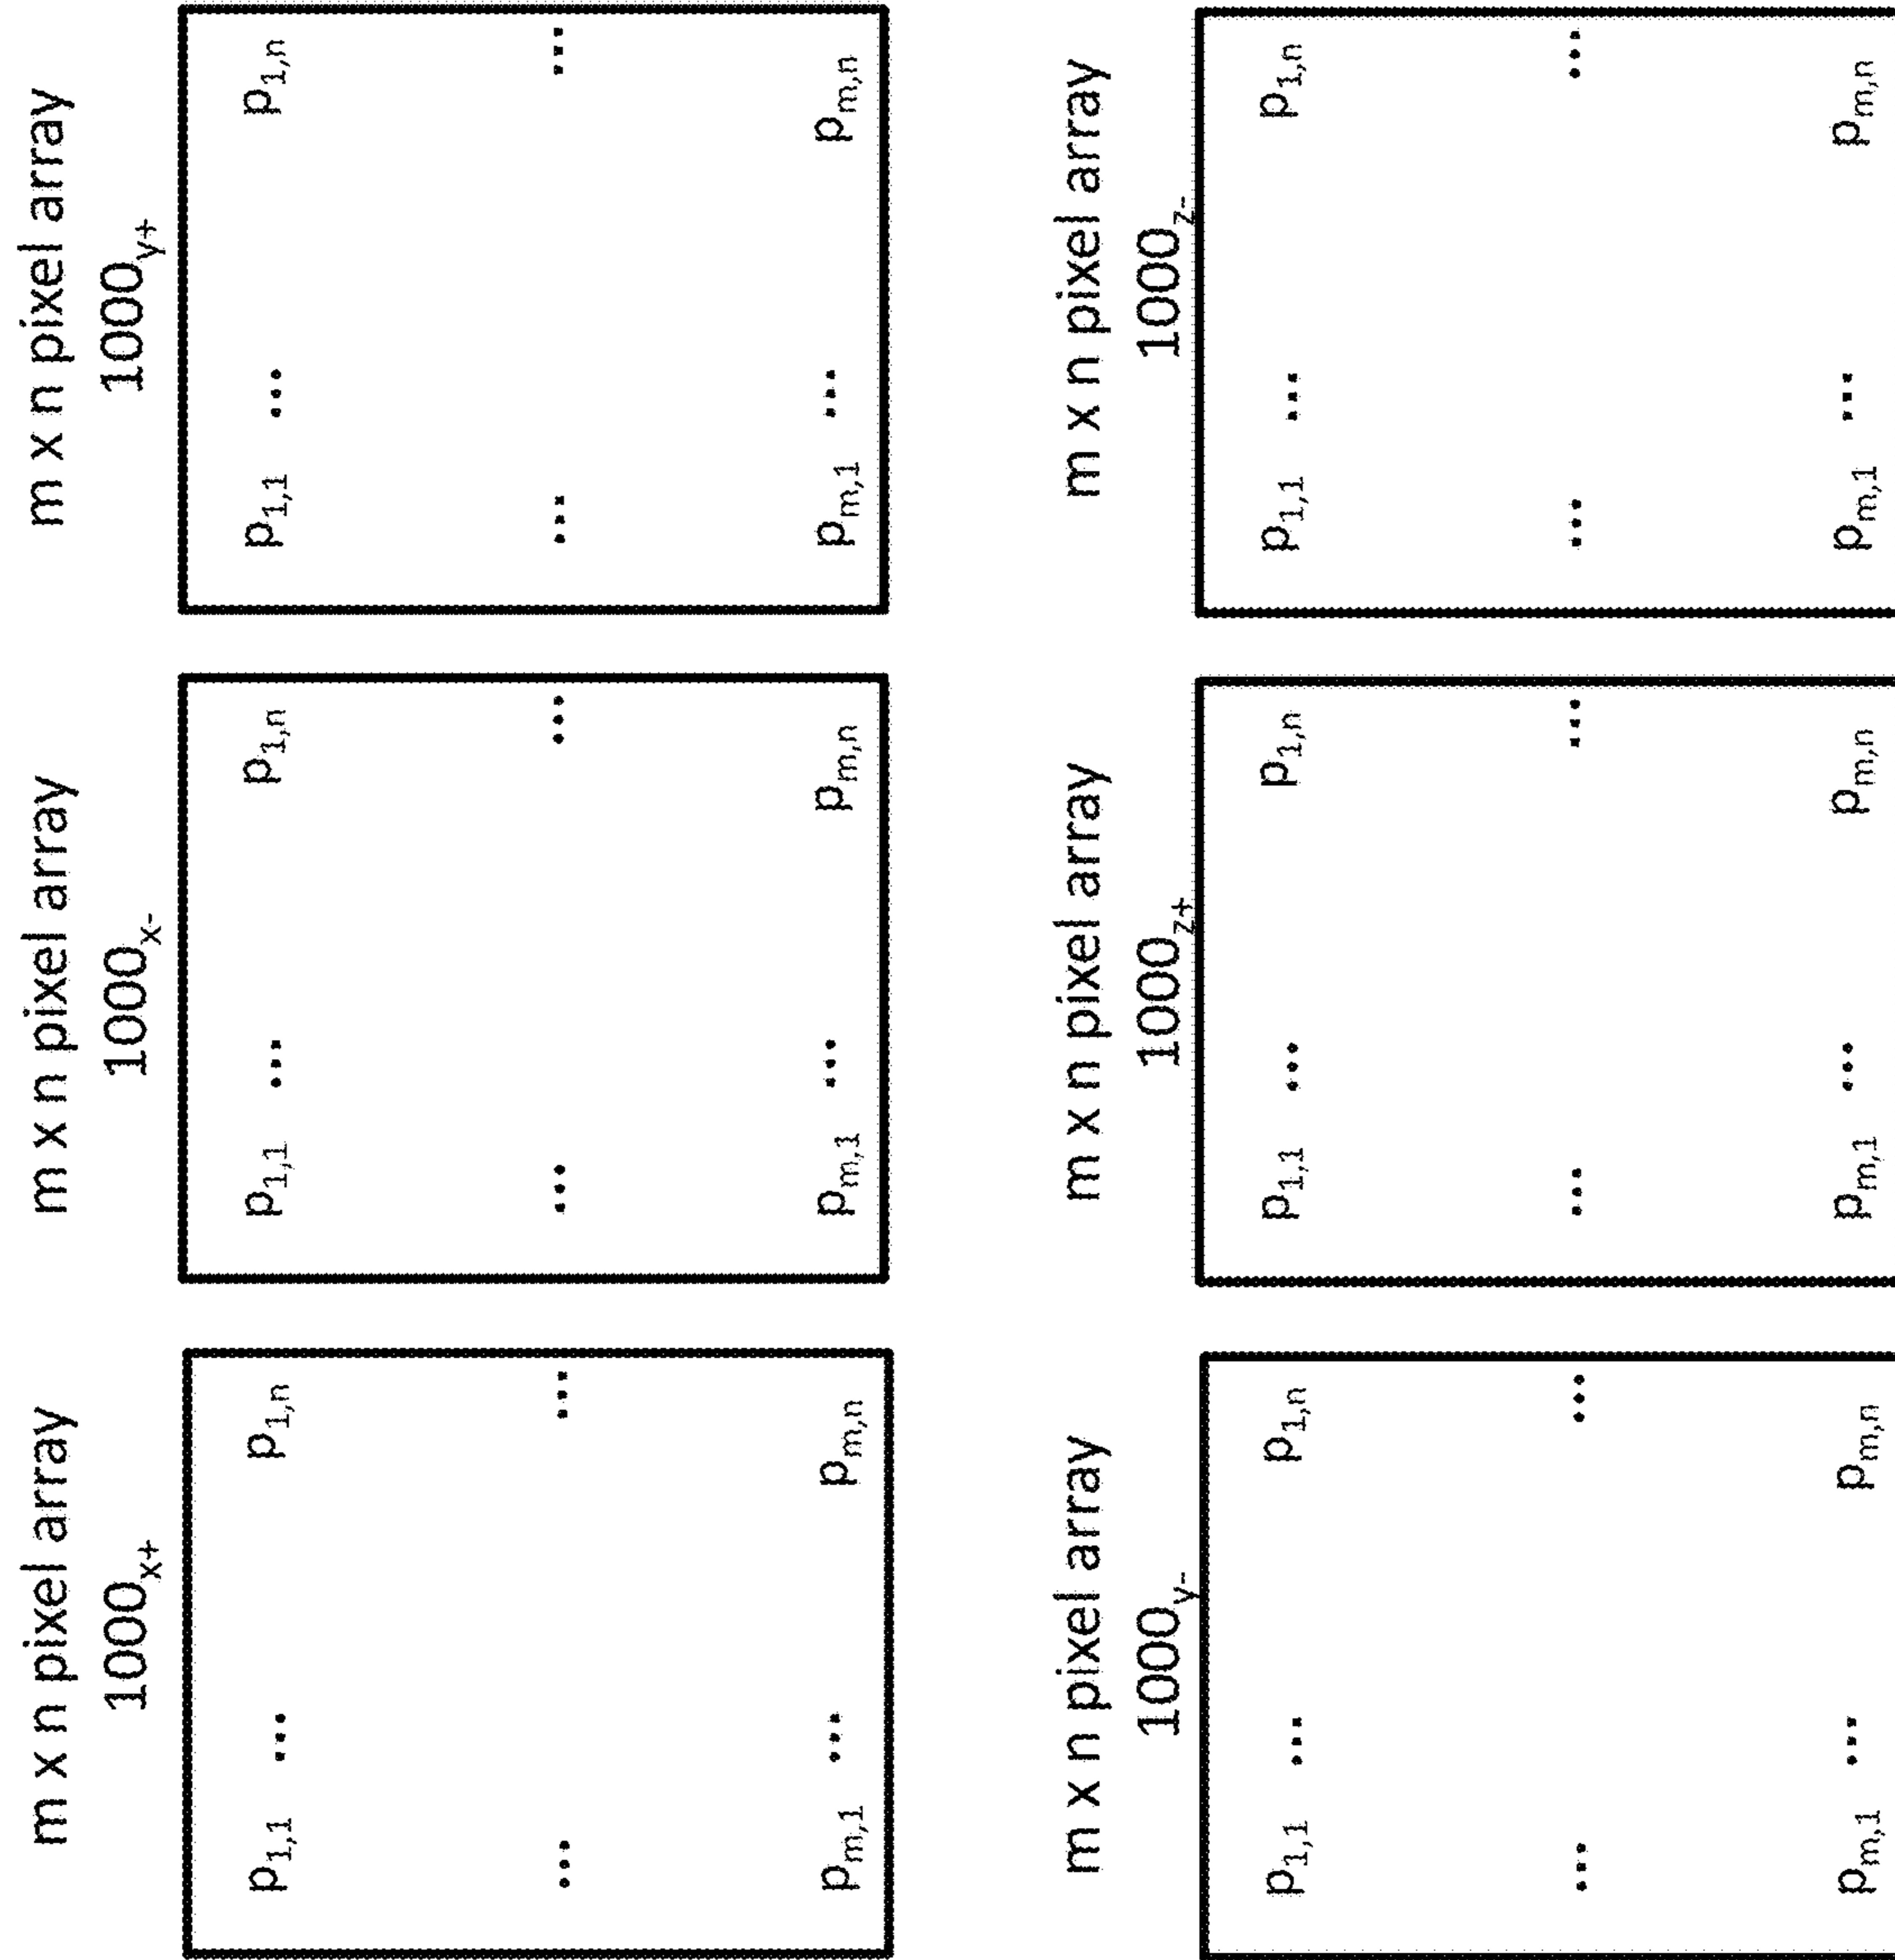 m x n pixel array
1000x+
p1,1 ... p1,n
... ...
pm,1 ... pm,n
m x n pixel array
1000x-
p1,1 ... p1,n
... ...
pm,1 ... pm,n
m x n pixel array
1000y+
p1,1 ... p1,n
... ...
pm,1 ... pm,n
m x n pixel array
1000y-
p1,1 ... p1,n
... ...
pm,1 ... pm,n
m x n pixel array
1000z+
p1,1 ... p1,n
... ...
pm,1 ... pm,n
m x n pixel array
1000z-
p1,1 ... p1,n
... ...
pm,1 ... pm,n